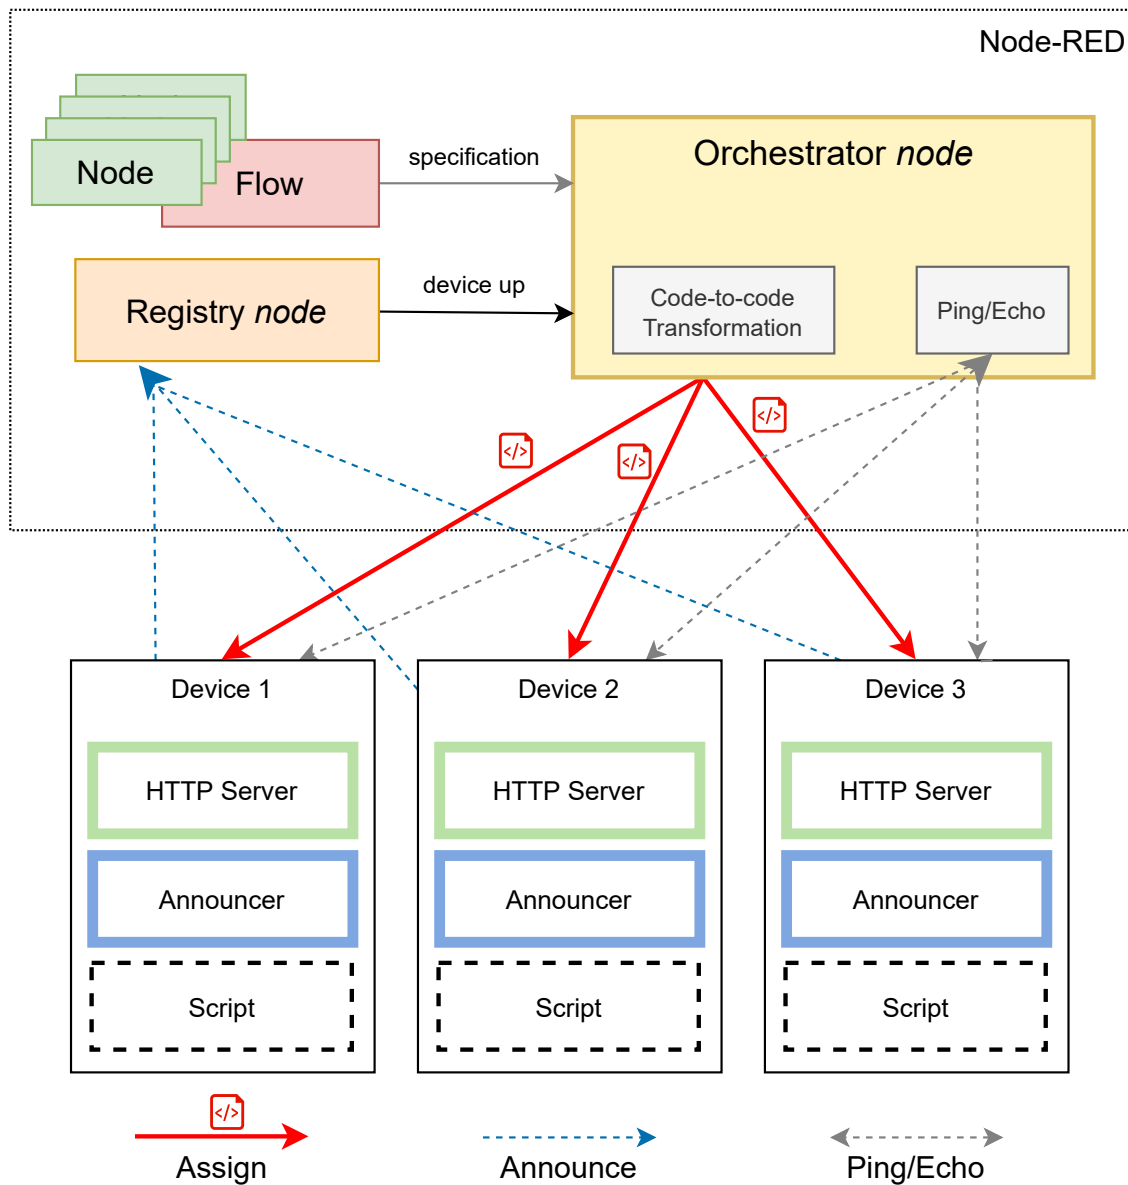 Node-RED
Node
Flow
specification
Orchestrator node
Registry node
device up
Code-to-code
Transformation
Ping/Echo
</>
</>
</>
Device 1
Device 2
Device 3
HTTP Server
HTTP Server
HTTP Server
Announcer
Announcer
Announcer
Script
Script
Script
</>
Assign
Announce
Ping/Echo